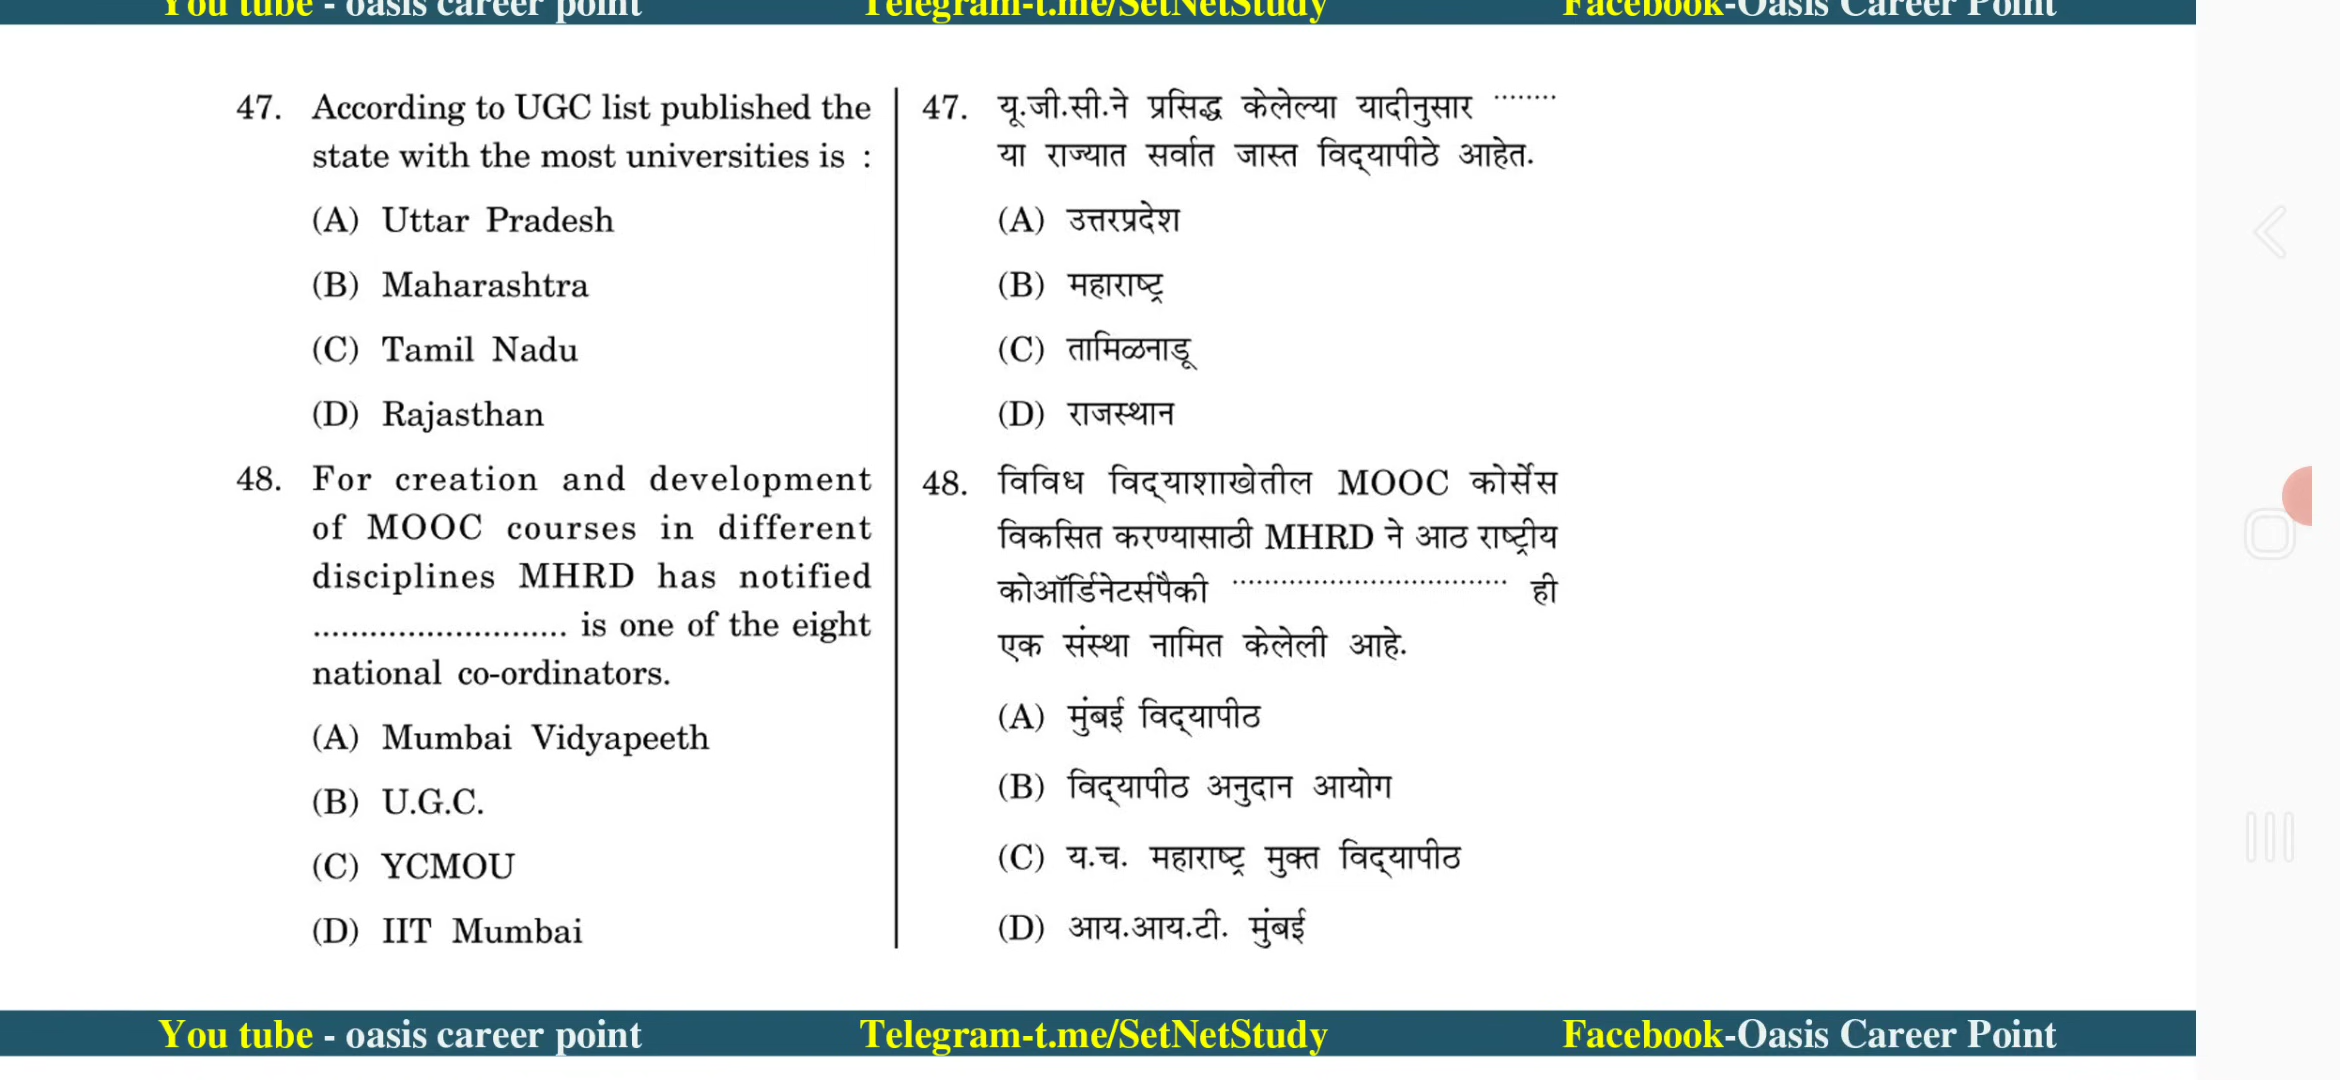 You tube - oasis career point Telegram-t.me/SetNetStudy Facebook-Oasis Career Point
47. According to UGC list published the
state with the most universities is :
(A) Uttar Pradesh
(B) Maharashtra
(C) Tamil Nadu
(D) Rajasthan
48. For creation and development
of MOOC courses in different
disciplines MHRD has notified
........................... is one of the eight
national co-ordinators.
(A) Mumbai Vidyapeeth
(B) U.G.C.
(C) YCMOU
(D) IIT Mumbai
47. यू.जी.सी.ने प्रसिद्ध केलेल्या यादीनुसार ........
या राज्यात सर्वात जास्त विद्यापीठे आहेत.
(A) उत्तरप्रदेश
(B) महाराष्ट्र
(C) तामिळनाडू
(D) राजस्थान
48. विविध विद्याशाखेतील MOOC कोर्सेस
विकसित करण्यासाठी MHRD ने आठ राष्ट्रीय
कोऑर्डिनेटर्सपैकी .................................. ही
एक संस्था नामित केलेली आहे.
(A) मुंबई विद्यापीठ
(B) विद्यापीठ अनुदान आयोग
(C) य.च. महाराष्ट्र मुक्त विद्यापीठ
(D) आय.आय.टी. मुंबई
You tube - oasis career point Telegram-t.me/SetNetStudy Facebook-Oasis Career Point